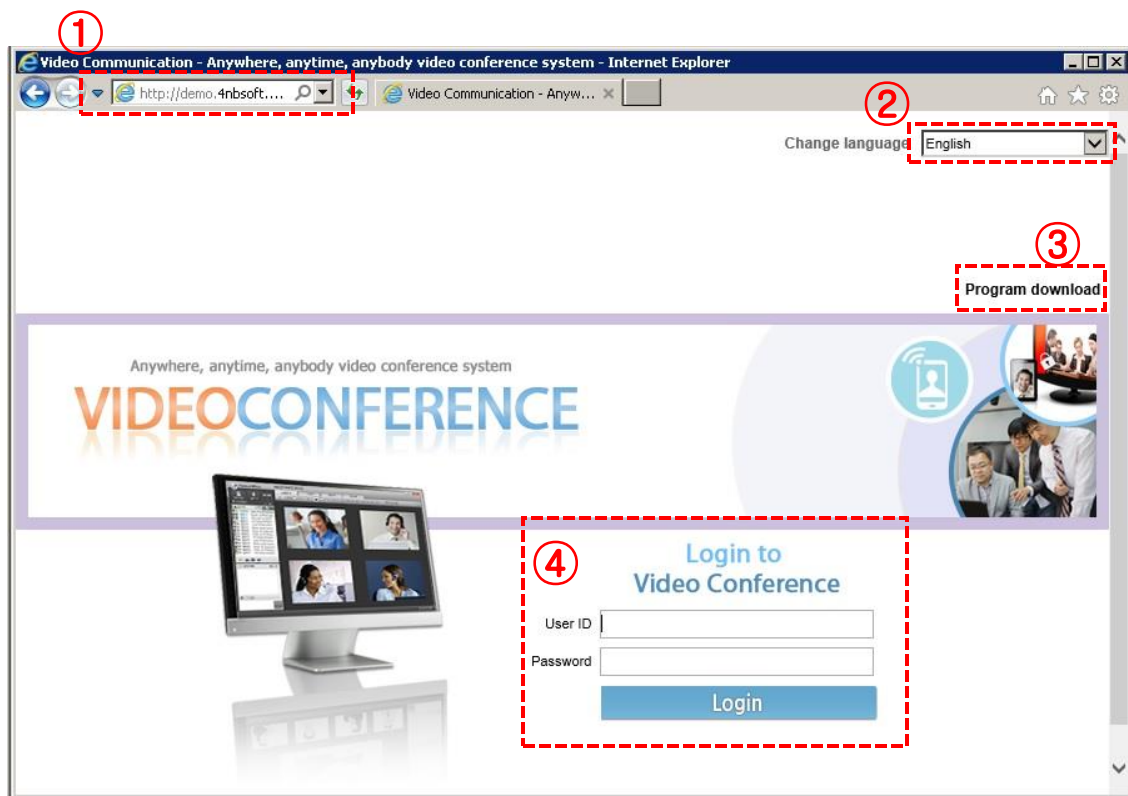 ①
Video Communication - Anywhere, anytime, anybody video conference system - Internet Explorer
http://demo.4nbsoft....
Video Communication - Anyw...
②
Change language
English
③
Program download
Anywhere, anytime, anybody video conference system
VIDEOCONFERENCE
④
Login to
Video Conference
User ID
Password
Login